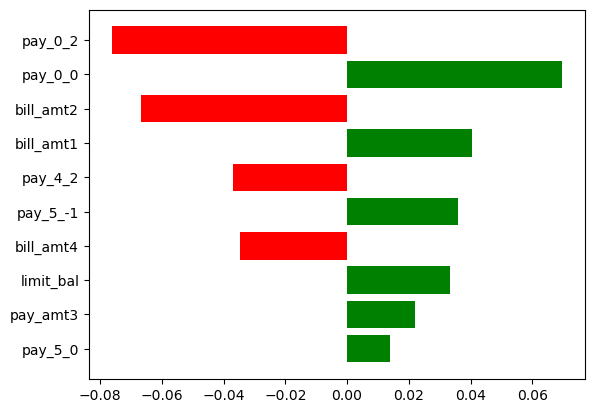 pay_0_2
pay_0_0
bill_amt2
bill_amt1
pay_4_2
pay_5_-1
bill_amt4
limit_bal
pay_amt3
pay_5_0
−0.08 −0.06 −0.04 −0.02 0.00 0.02 0.04 0.06